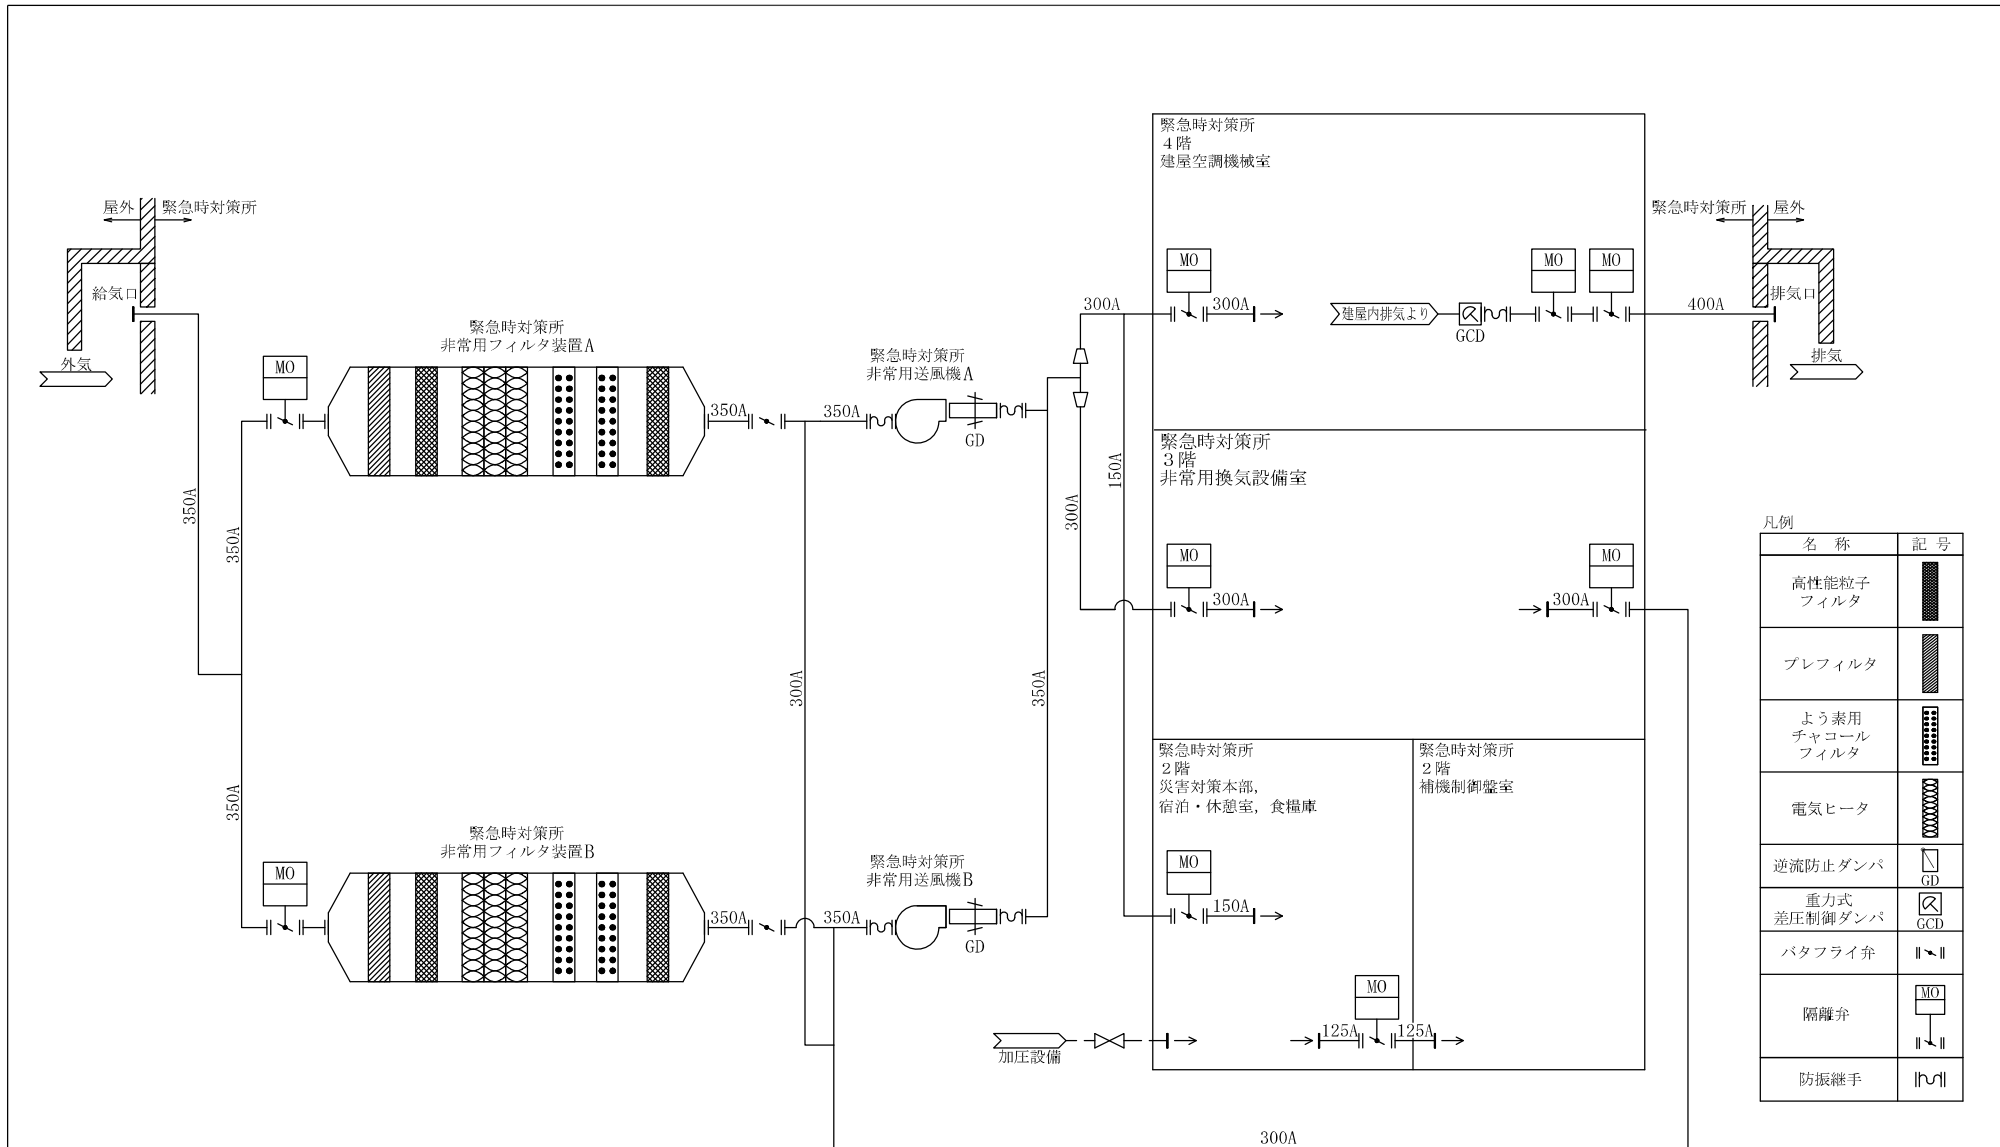 緊急時対策所
4階
建屋空調機械室
屋外
緊急時対策所
緊急時対策所
屋外
給気口
外気
MO
緊急時対策所
非常用フィルタ装置A
350A
350A
緊急時対策所
非常用送風機A
GD
300A
MO
300A
建屋内排気より
GCD
MO
MO
400A
排気口
排気
350A
350A
150A
300A
緊急時対策所
3階
非常用換気設備室
MO
300A
300A
MO
300A
350A
350A
MO
緊急時対策所
非常用フィルタ装置B
350A
350A
緊急時対策所
非常用送風機B
GD
緊急時対策所
2階
災害対策本部,
宿泊・休憩室, 食糧庫
緊急時対策所
2階
補機制御盤室
MO
150A
MO
125A
125A
加圧設備
300A
凡例
名 称
記 号
高性能粒子
フィルタ
プレフィルタ
よう素用
チャコール
フィルタ
電気ヒータ
逆流防止ダンパ
GD
重力式
差圧制御ダンパ
GCD
バタフライ弁
隔離弁
MO
防振継手